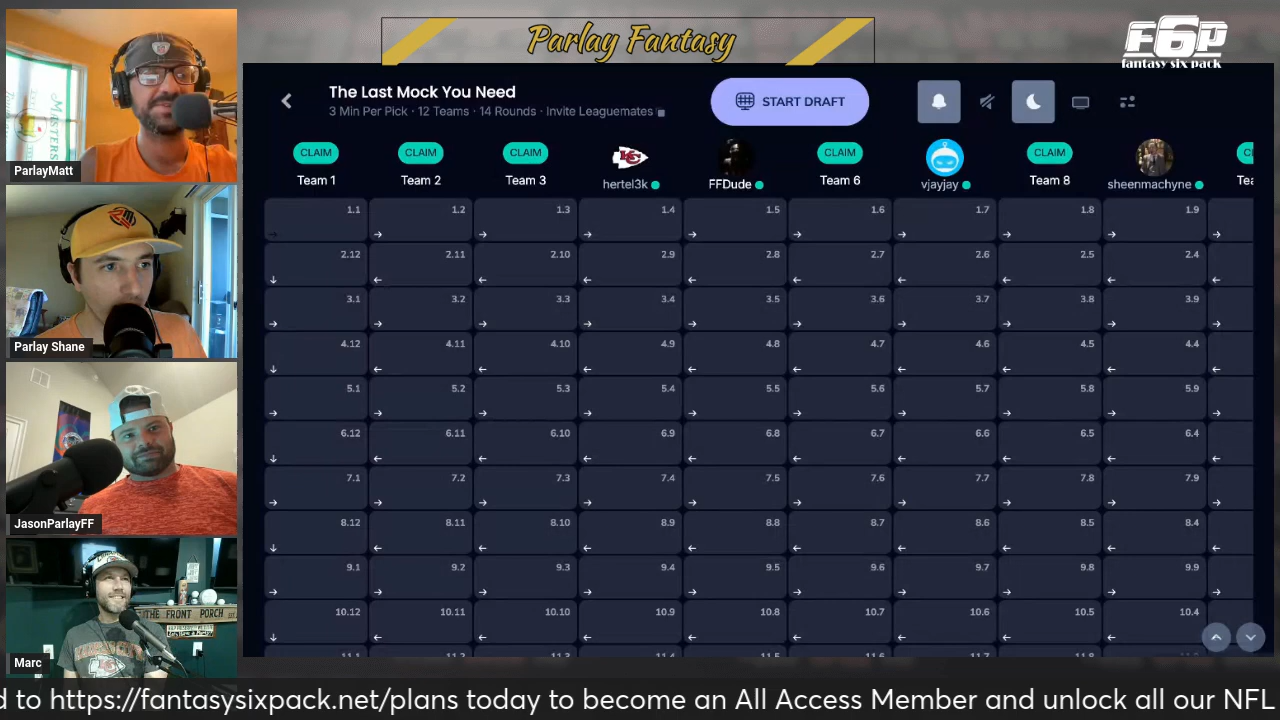 Parlay Fantasy
F6P
fantasy six pack
ParlayMatt
Parlay Shane
JasonParlayFF
THE FRONT PORCH
Marc
The Last Mock You Need
3 Min Per Pick · 12 Teams · 14 Rounds · Invite Leaguemates
START DRAFT
CLAIM CLAIM CLAIM CLAIM CLAIM
Team 1 Team 2 Team 3 hertel3k FFDude Team 6 vjayjay Team 8 sheenmachyne
1.1 1.2 1.3 1.4 1.5 1.6 1.7 1.8 1.9
2.12 2.11 2.10 2.9 2.8 2.7 2.6 2.5 2.4
3.1 3.2 3.3 3.4 3.5 3.6 3.7 3.8 3.9
4.12 4.11 4.10 4.9 4.8 4.7 4.6 4.5 4.4
5.1 5.2 5.3 5.4 5.5 5.6 5.7 5.8 5.9
6.12 6.11 6.10 6.9 6.8 6.7 6.6 6.5 6.4
7.1 7.2 7.3 7.4 7.5 7.6 7.7 7.8 7.9
8.12 8.11 8.10 8.9 8.8 8.7 8.6 8.5 8.4
9.1 9.2 9.3 9.4 9.5 9.6 9.7 9.8 9.9
10.12 10.11 10.10 10.9 10.8 10.7 10.6 10.5 10.4
d to https://fantasysixpack.net/plans today to become an All Access Member and unlock all our NFL